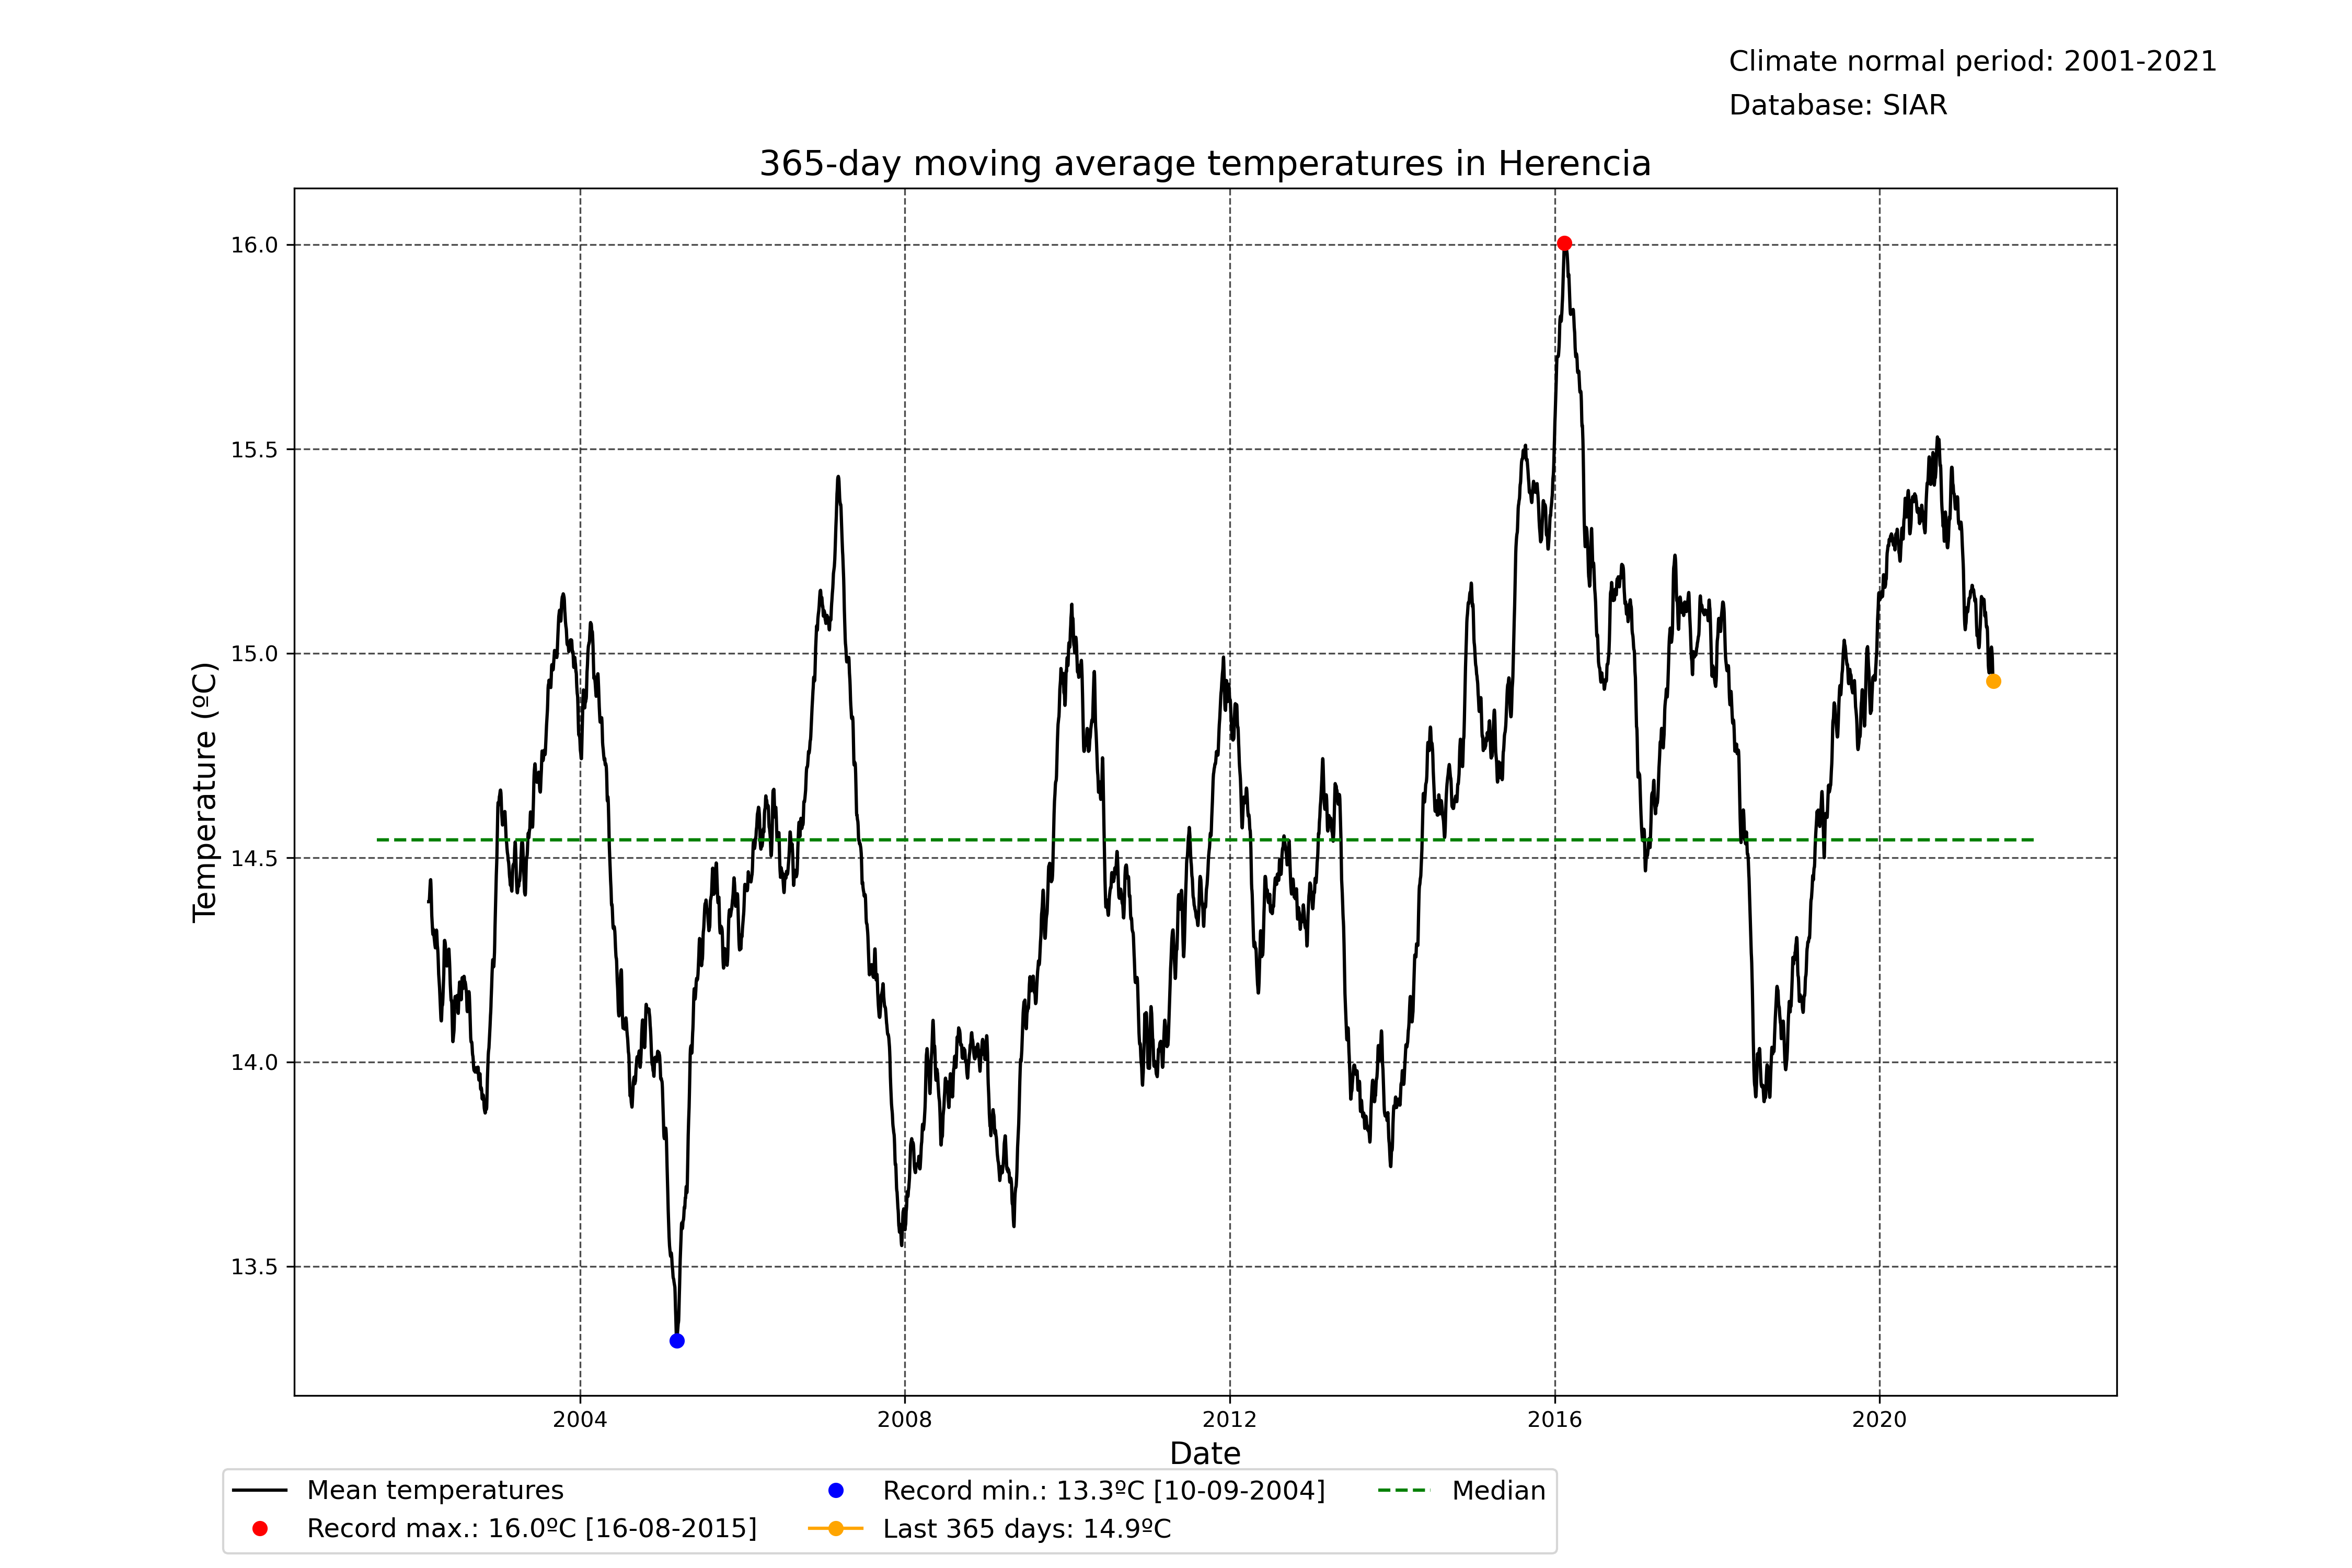 Climate normal period: 2001-2021
Database: SIAR
365-day moving average temperatures in Herencia
16.0
15.5
15.0
14.5
14.0
13.5
Temperature (ºC)
2004 2008 2012 2016 2020
Date
Mean temperatures
Record max.: 16.0ºC [16-08-2015]
Record min.: 13.3ºC [10-09-2004]
Last 365 days: 14.9ºC
Median